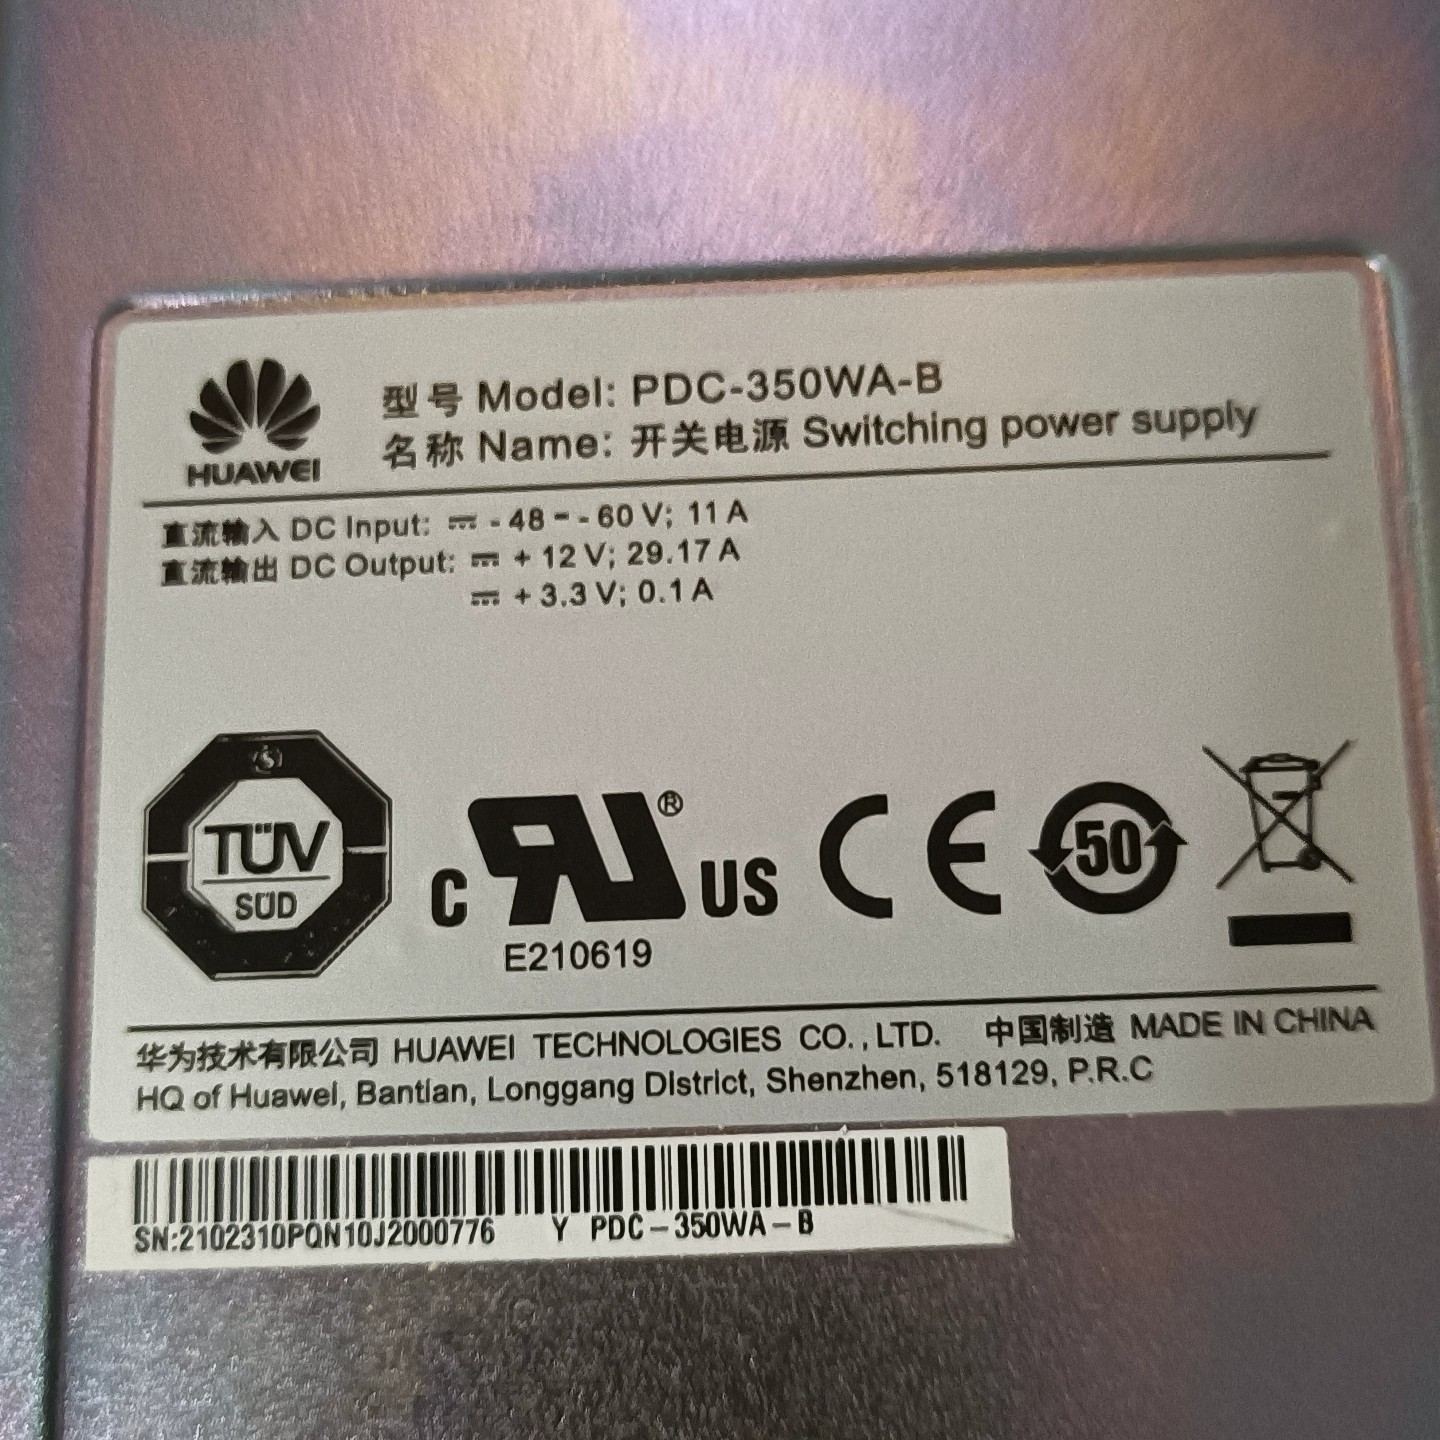 HUAWEI
型号 Model: PDC-350WA-B
名称 Name: 开关电源 Switching power supply
直流输入 DC Input: ⎓ - 48 - - 60 V; 11 A
直流输出 DC Output: ⎓ + 12 V; 29.17 A
⎓ + 3.3 V; 0.1 A
TÜV
SÜD
c RU ® US
E210619
CE
50
华为技术有限公司 HUAWEI TECHNOLOGIES CO., LTD. 中国制造 MADE IN CHINA
HQ of Huawei, Bantian, Longgang District, Shenzhen, 518129, P.R.C
SN:2102310PQN10J2000776 Y PDC-350WA-B